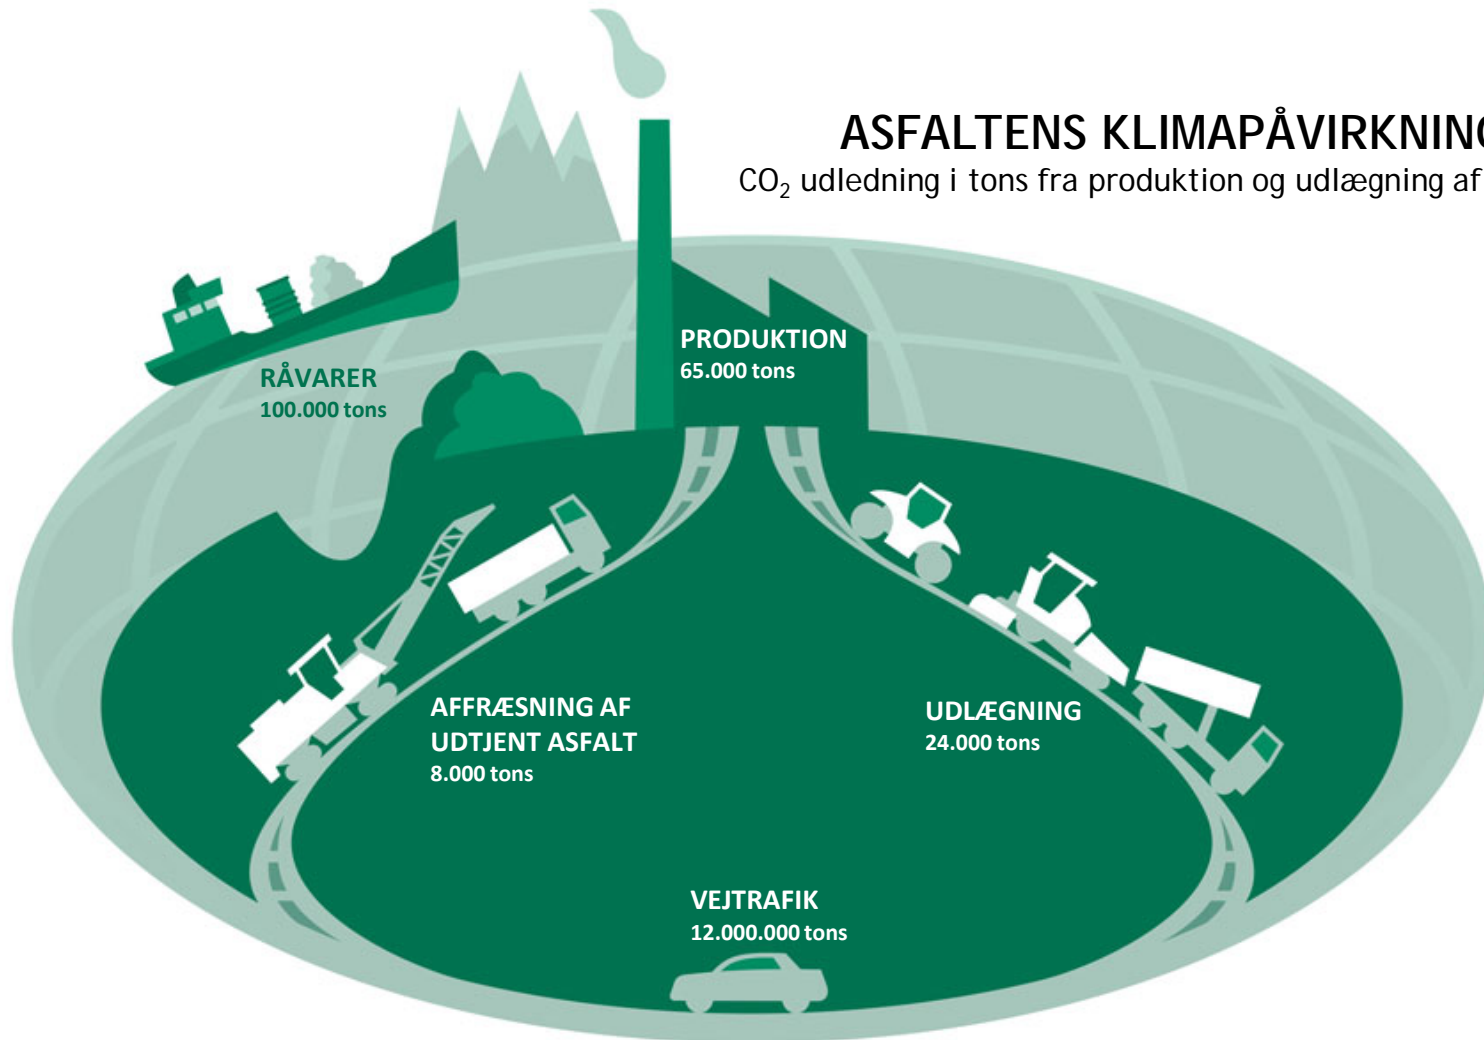 ASFALTENS KLIMAPÅVIRKNING
CO₂ udledning i tons fra produktion og udlægning af
PRODUKTION
65.000 tons
RÅVARER
100.000 tons
AFFRÆSNING AF
UDTJENT ASFALT
8.000 tons
UDLÆGNING
24.000 tons
VEJTRAFIK
12.000.000 tons